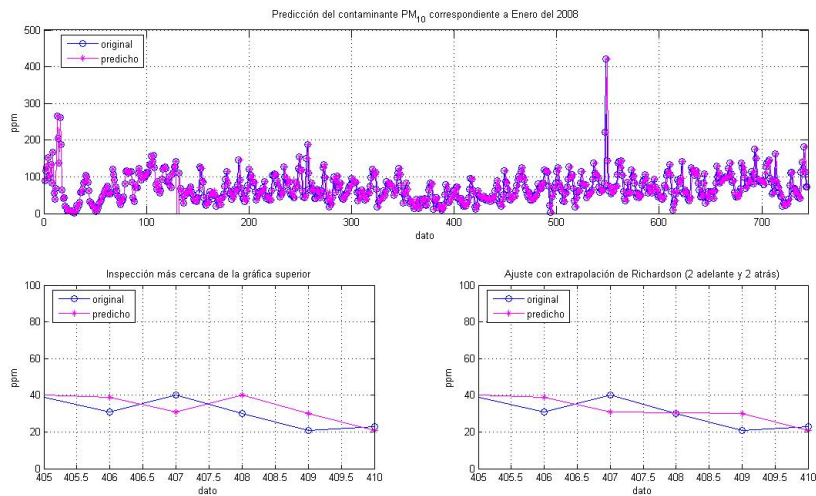 Predicción del contaminante PM10 correspondiente a Enero del 2008
500
400
300
200
100
0
ppm
original
predicho
0 100 200 300 400 500 600 700
dato
Inspección más cercana de la gráfica superior
100
80
60
40
20
0
ppm
original
predicho
405 405.5 406 406.5 407 407.5 408 408.5 409 409.5 410
dato
Ajuste con extrapolación de Richardson (2 adelante y 2 atrás)
100
80
60
40
20
0
ppm
original
predicho
405 405.5 406 406.5 407 407.5 408 408.5 409 409.5 410
dato